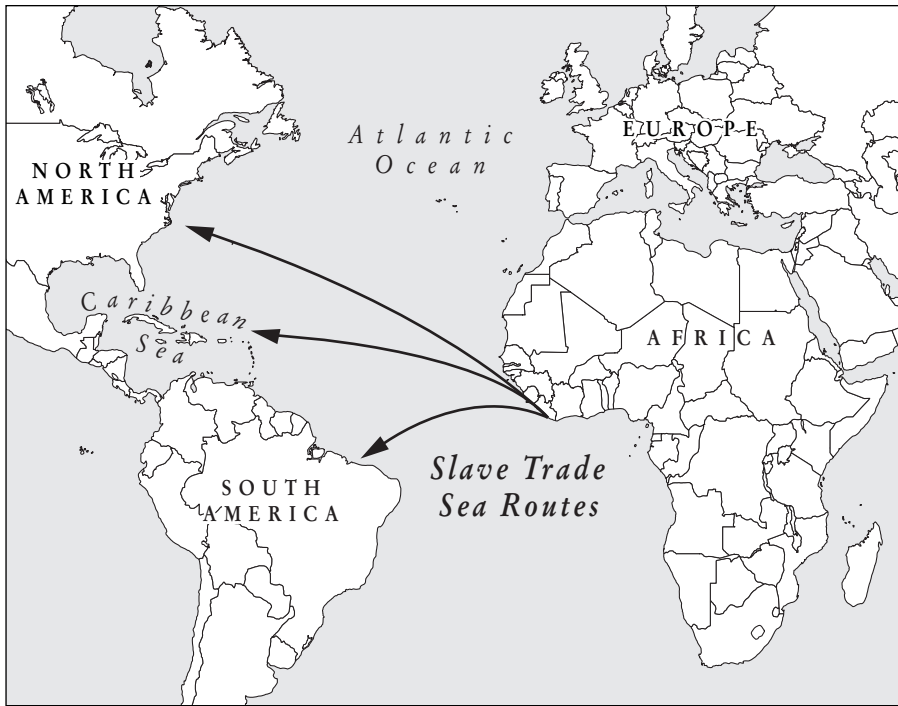 Atlantic
Ocean
EUROPE
NORTH
AMERICA
Caribbean
Sea
AFRICA
Slave Trade
Sea Routes
SOUTH
AMERICA